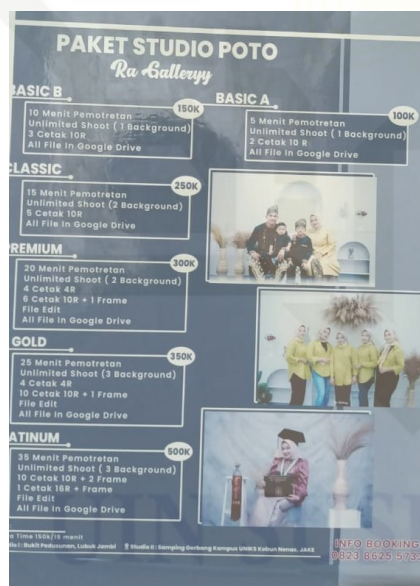 PAKET STUDIO POTO
Ra Galleryy
BASIC B
150K
10 Menit Pemotretan
Unlimited Shoot ( 1 Background)
3 Cetak 10R
All File In Google Drive
BASIC A
100K
5 Menit Pemotretan
Unlimited Shoot ( 1 Background)
2 Cetak 10 R
All File In Google Drive
CLASSIC
250K
15 Menit Pemotretan
Unlimited Shoot (2 Background)
5 Cetak 10R
All File In Google Drive
PREMIUM
300K
20 Menit Pemotretan
Unlimited Shoot ( 2 Background)
4 Cetak 4R
6 Cetak 10R + 1 Frame
File Edit
All File In Google Drive
GOLD
350K
25 Menit Pemotretan
Unlimited Shoot (3 Background)
4 Cetak 4R
10 Cetak 10R + 1 Frame
File Edit
All File In Google Drive
ATINUM
500K
35 Menit Pemotretan
Unlimited Shoot ( 3 Background)
10 Cetak 10R + 2 Frame
1 Cetak 16R + Frame
File Edit
All File In Google Drive
a Time 150k/15 menit
dio I : Bukit Pedusunan, Lubuk Jambi
Studio II : Samping Gerbang Kampus UNIKS Kebun Nenas, JAKE
INFO BOOKING
0823 8625 573